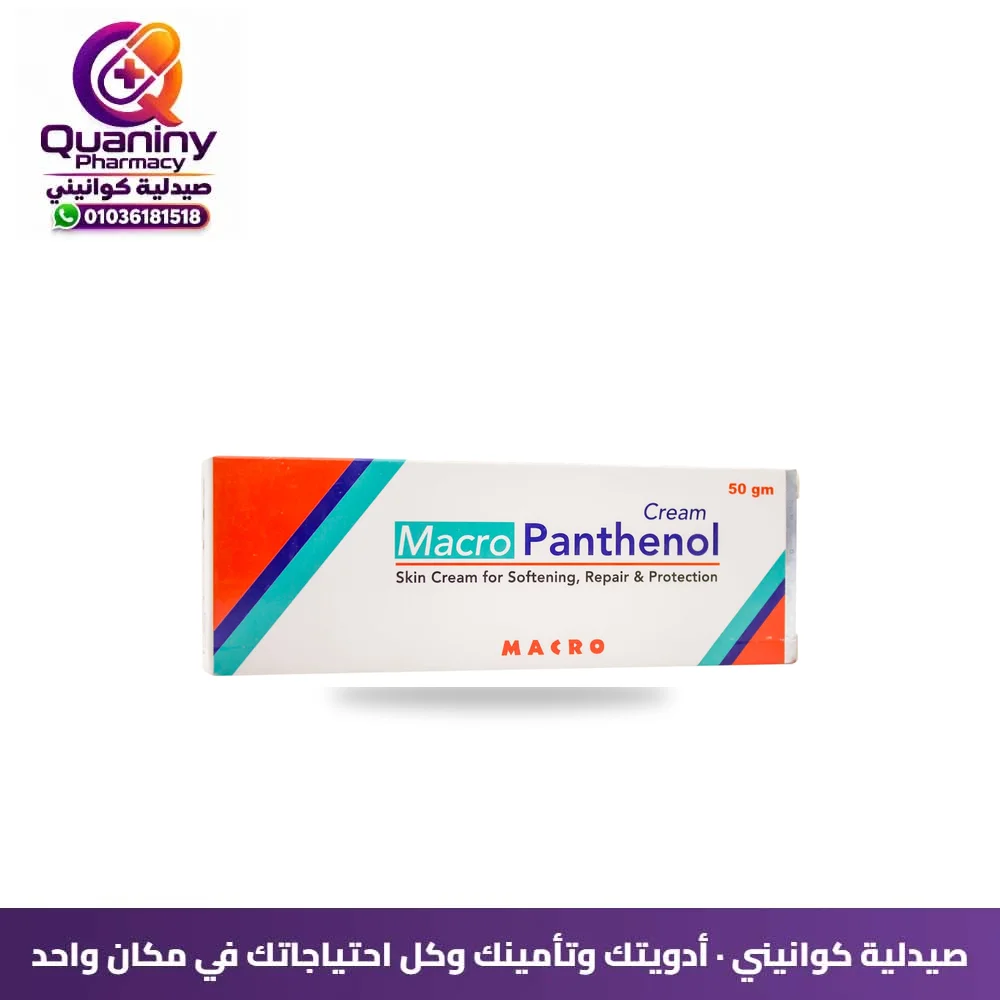 Quaniny
Pharmacy
صيدلية كوانيني
01036181518
50 gm
Cream
Macro Panthenol
Skin Cream for Softening, Repair & Protection
MACRO
صيدلية كوانيني · أدويتك وتأمينك وكل احتياجاتك في مكان واحد